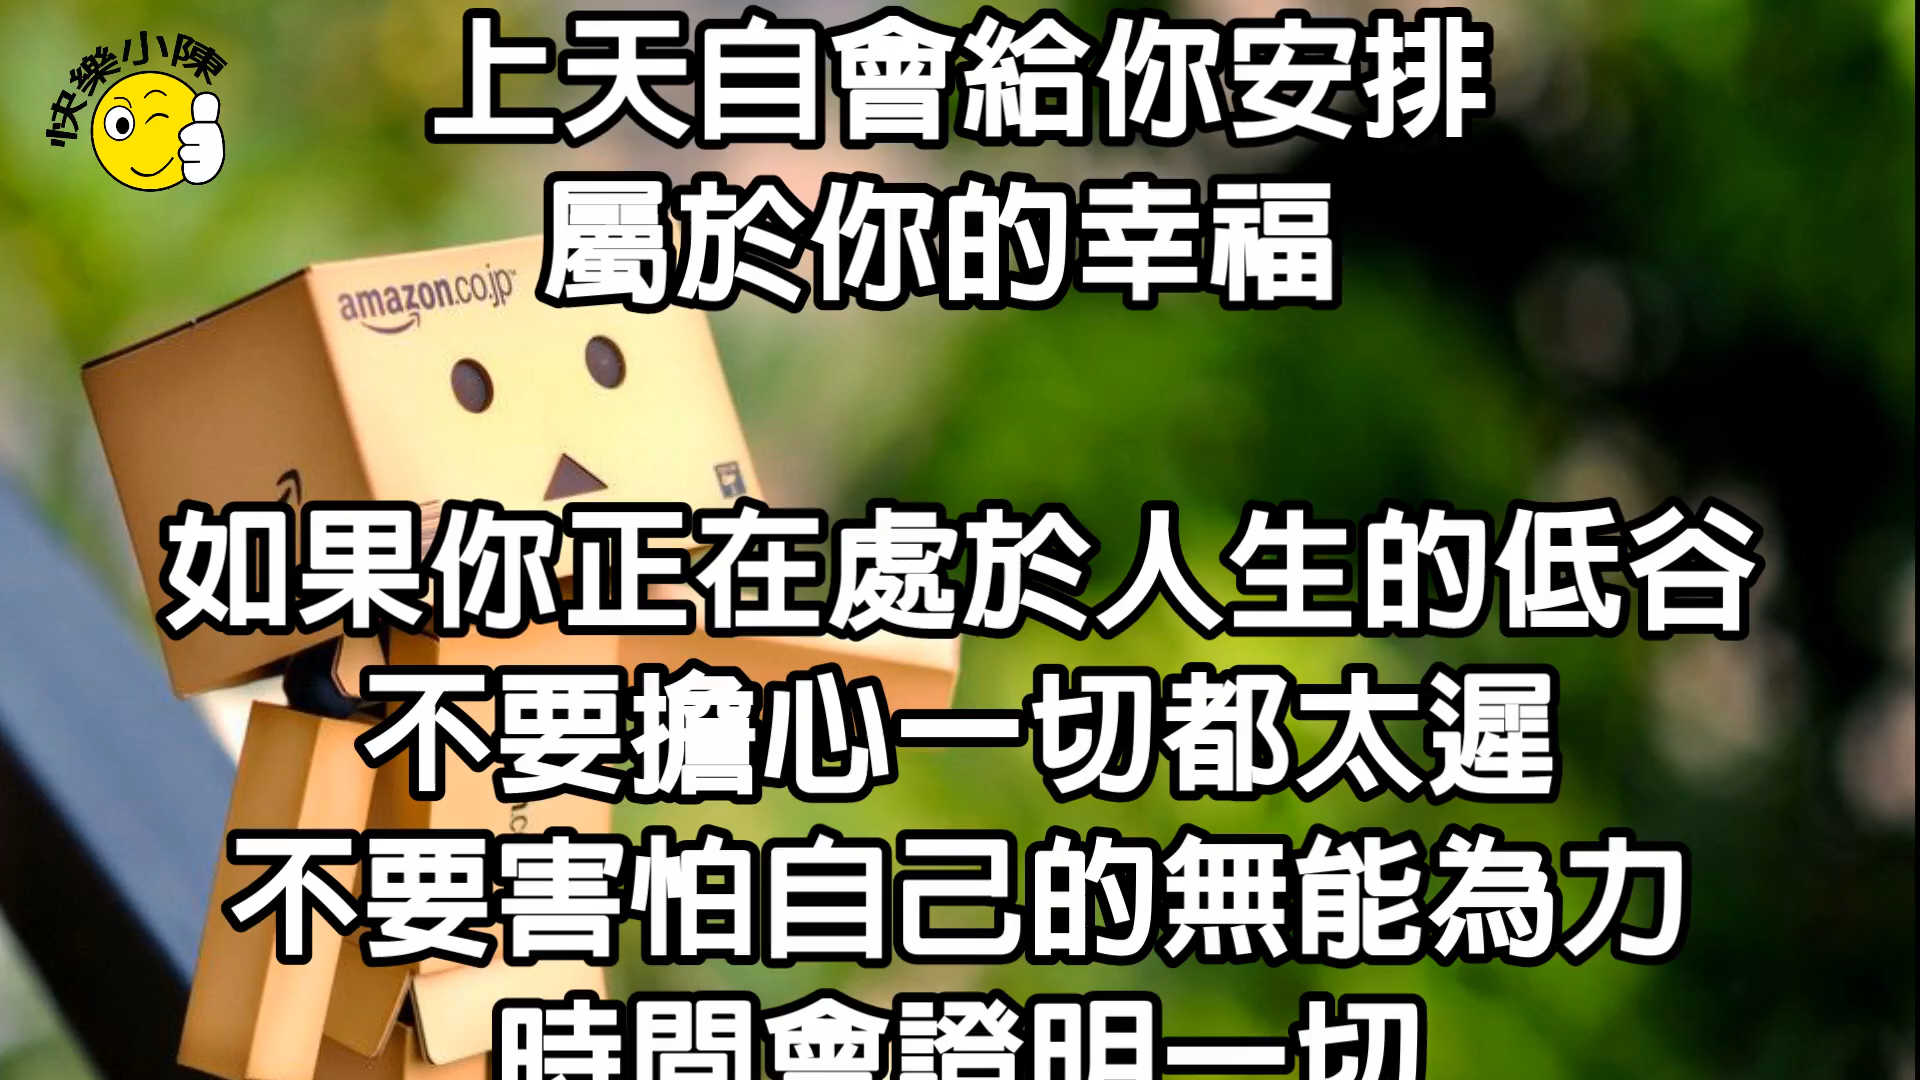 快樂小陳
上天自會給你安排
屬於你的幸福
amazon.co.jp
如果你正在處於人生的低谷
不要擔心一切都太遲
不要害怕自己的無能為力
時間會證明一切